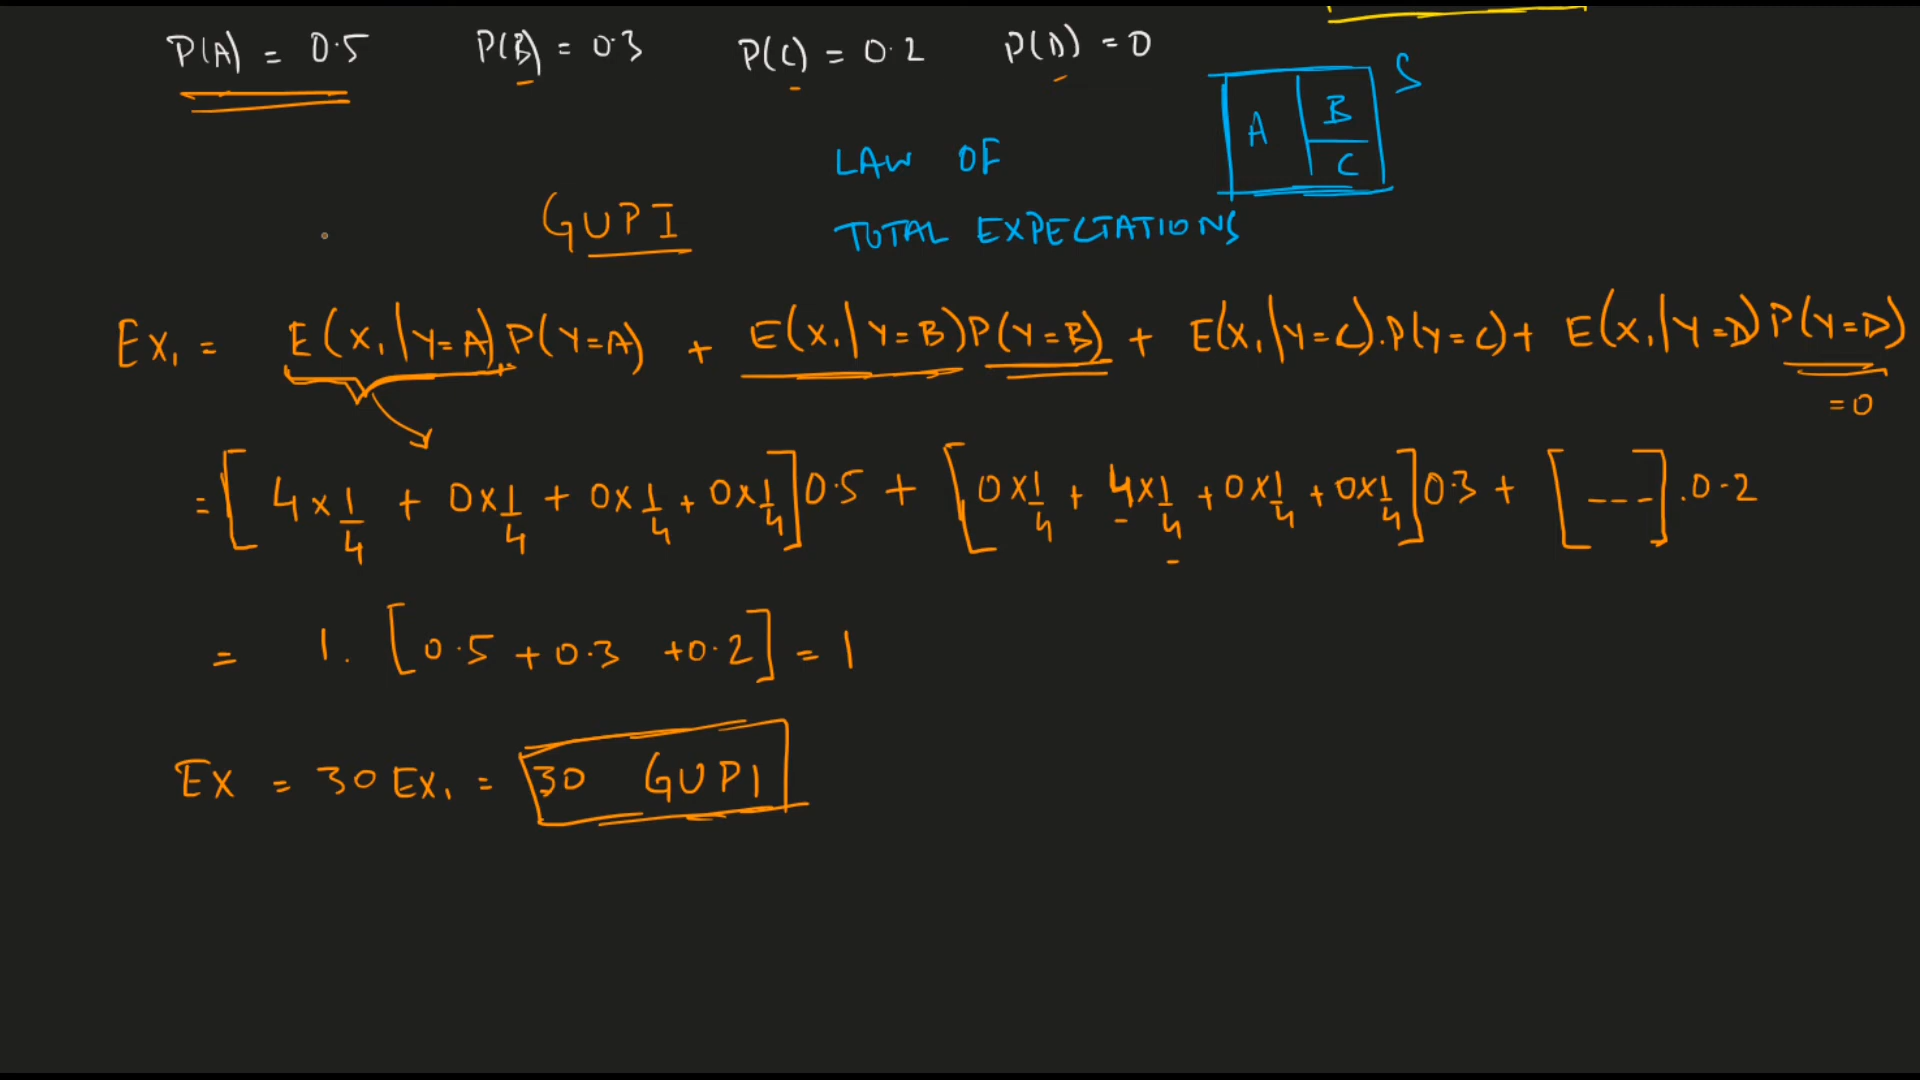 P(A) = 0.5 P(B) = 0.3 P(C) = 0.2 P(D) = 0
S
A B
C
LAW OF
TOTAL EXPECTATIONS
GUPI
EX₁ = E(X₁|Y=A).P(Y=A) + E(X₁|Y=B)P(Y=B) + E(X₁|Y=C).P(Y=C) + E(X₁|Y=D)P(Y=D)
=0
= [4×1/4 + 0×1/4 + 0×1/4 + 0×1/4]0.5 + [0×1/4 + 4×1/4 + 0×1/4 + 0×1/4]0.3 + [---].0.2
= 1. [0.5 + 0.3 + 0.2] = 1
EX = 30 EX₁ = 30 GUPI